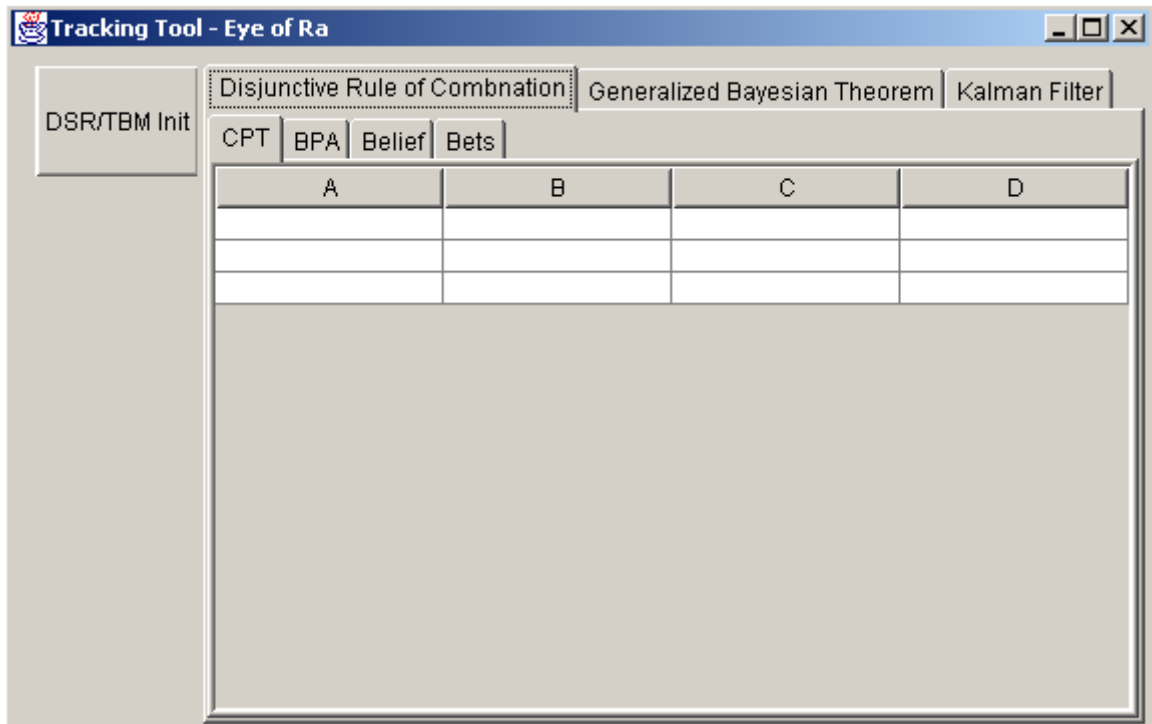 Tracking Tool - Eye of Ra
DSR/TBM Init
Disjunctive Rule of Combnation Generalized Bayesian Theorem Kalman Filter
CPT BPA Belief Bets
A B C D